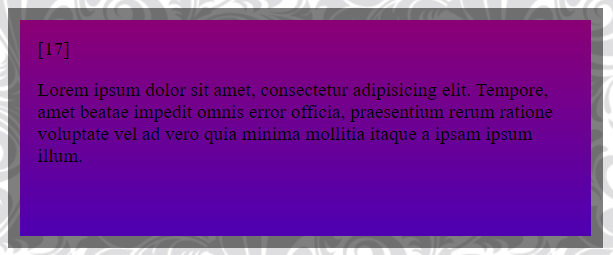 [17]
Lorem ipsum dolor sit amet, consectetur adipisicing elit. Tempore,
amet beatae impedit omnis error officia, praesentium rerum ratione
voluptate vel ad vero quia minima mollitia itaque a ipsam ipsum
illum.